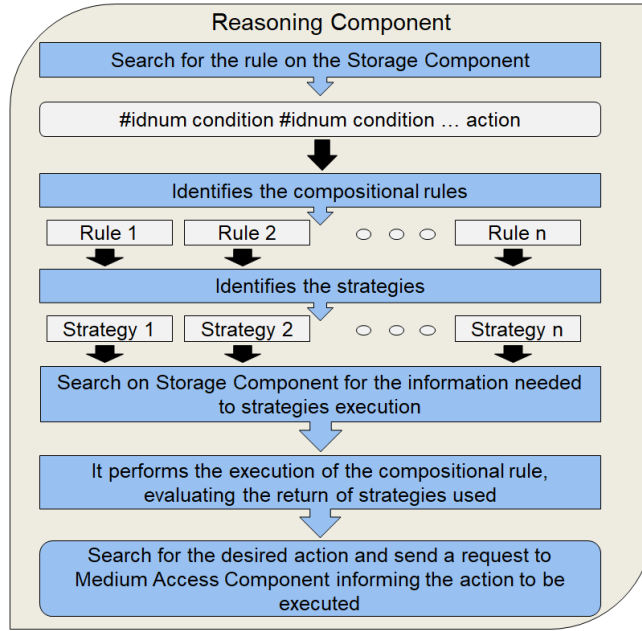 Reasoning Component
Search for the rule on the Storage Component
#idnum condition #idnum condition … action
Identifies the compositional rules
Rule 1 Rule 2 Rule n
Identifies the strategies
Strategy 1 Strategy 2 Strategy n
Search on Storage Component for the information needed
to strategies execution
It performs the execution of the compositional rule,
evaluating the return of strategies used
Search for the desired action and send a request to
Medium Access Component informing the action to be
executed